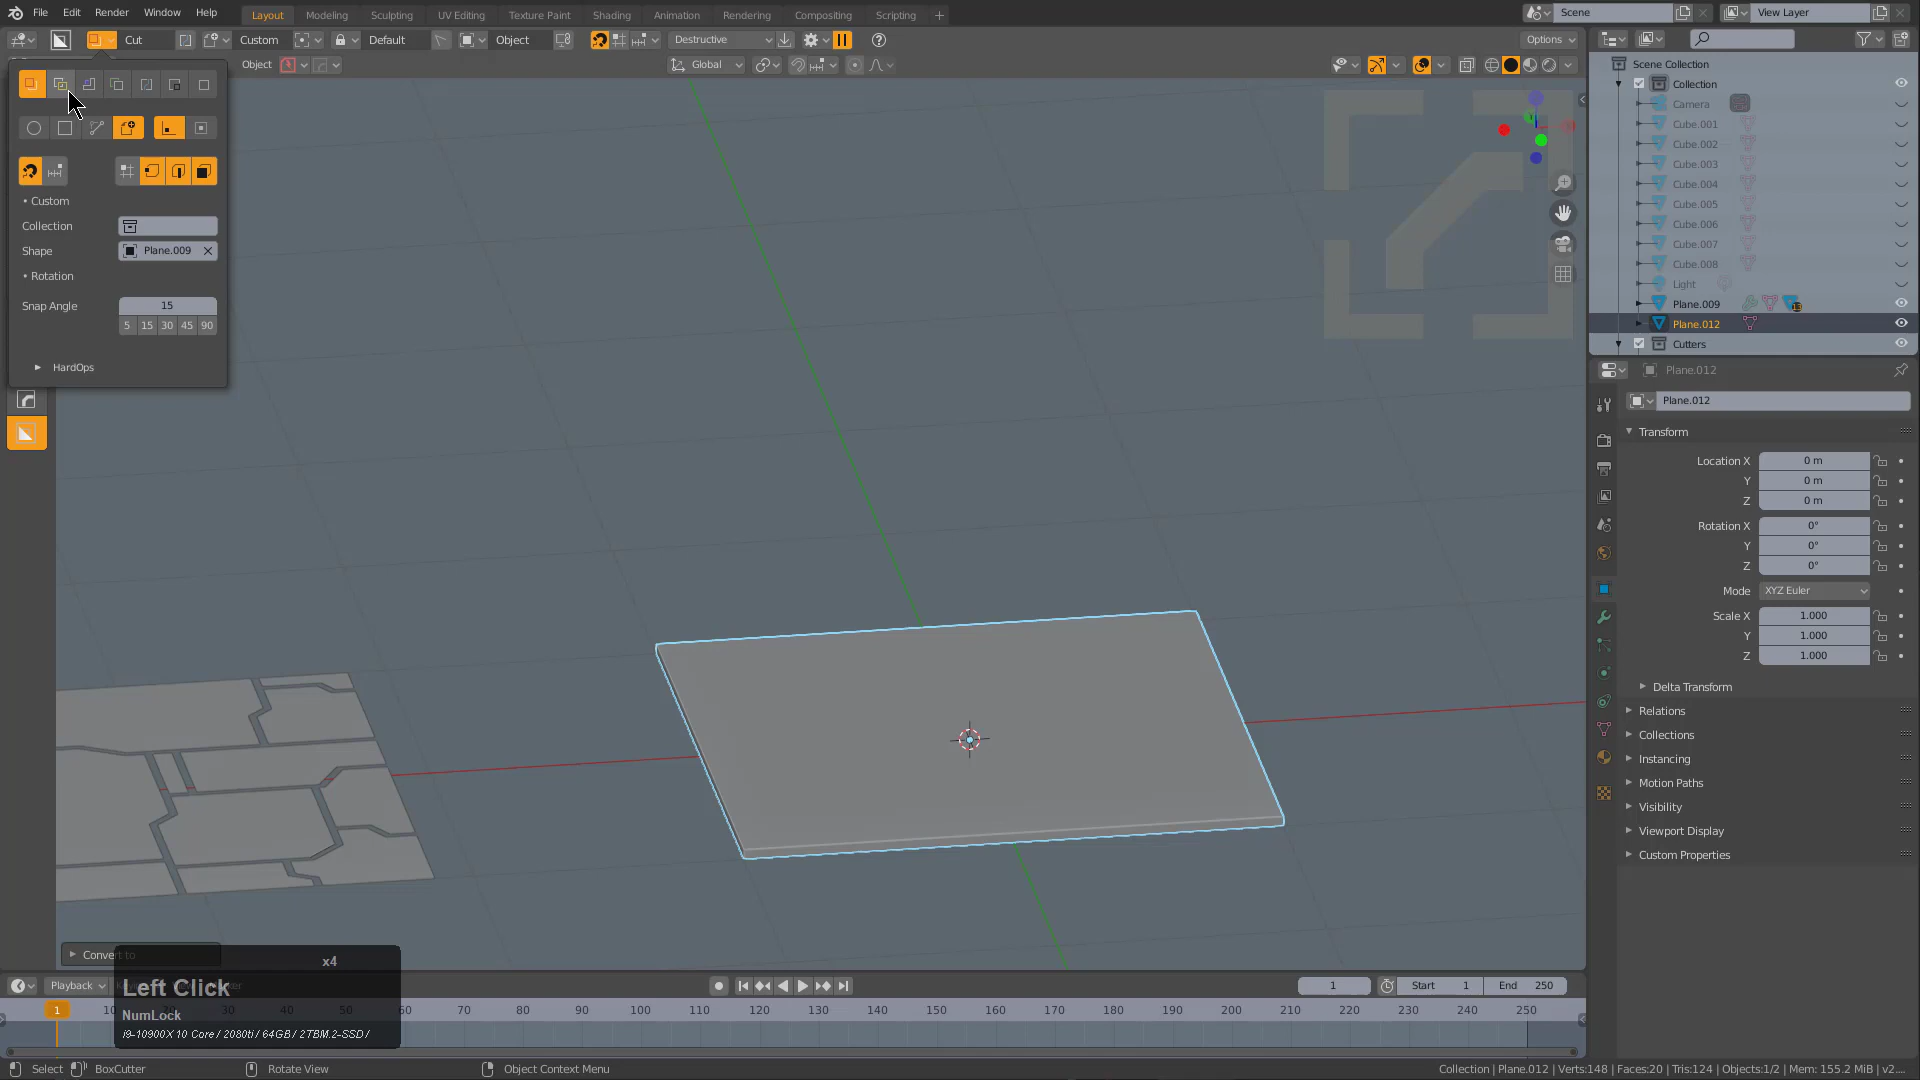 File Edit Render Window Help
Layout Modeling Sculpting UV Editing Texture Paint Shading Animation Rendering Compositing Scripting +
Scene
View Layer
Cut Custom Default Object Destructive Options
Object Global
Custom
Collection
Shape Plane.009
Rotation
Snap Angle 15
5 15 30 45 90
HardOps
Scene Collection
Collection
Camera
Cube.001
Cube.002
Cube.003
Cube.004
Cube.005
Cube.006
Cube.007
Cube.008
Light
Plane.009
13
Plane.012
Cutters
Plane.012
Plane.012
Transform
Location X 0 m
Y 0 m
Z 0 m
Rotation X 0°
Y 0°
Z 0°
Mode XYZ Euler
Scale X 1.000
Y 1.000
Z 1.000
Delta Transform
Relations
Collections
Instancing
Motion Paths
Visibility
Viewport Display
Custom Properties
Convert to
x4
Left Click
NumLock
i9-10900X 10 Core / 2080ti / 64GB / 2TBM.2-SSD /
Playback
1 Start 1 End 250
1 10 30 40 50 60 70 80 90 100 110 120 130 140 150 160 170 180 190 200 210 220 230 240 250
Select BoxCutter Rotate View Object Context Menu
Collection | Plane.012 | Verts:148 | Faces:20 | Tris:124 | Objects:1/2 | Mem: 155.2 MiB | v2....